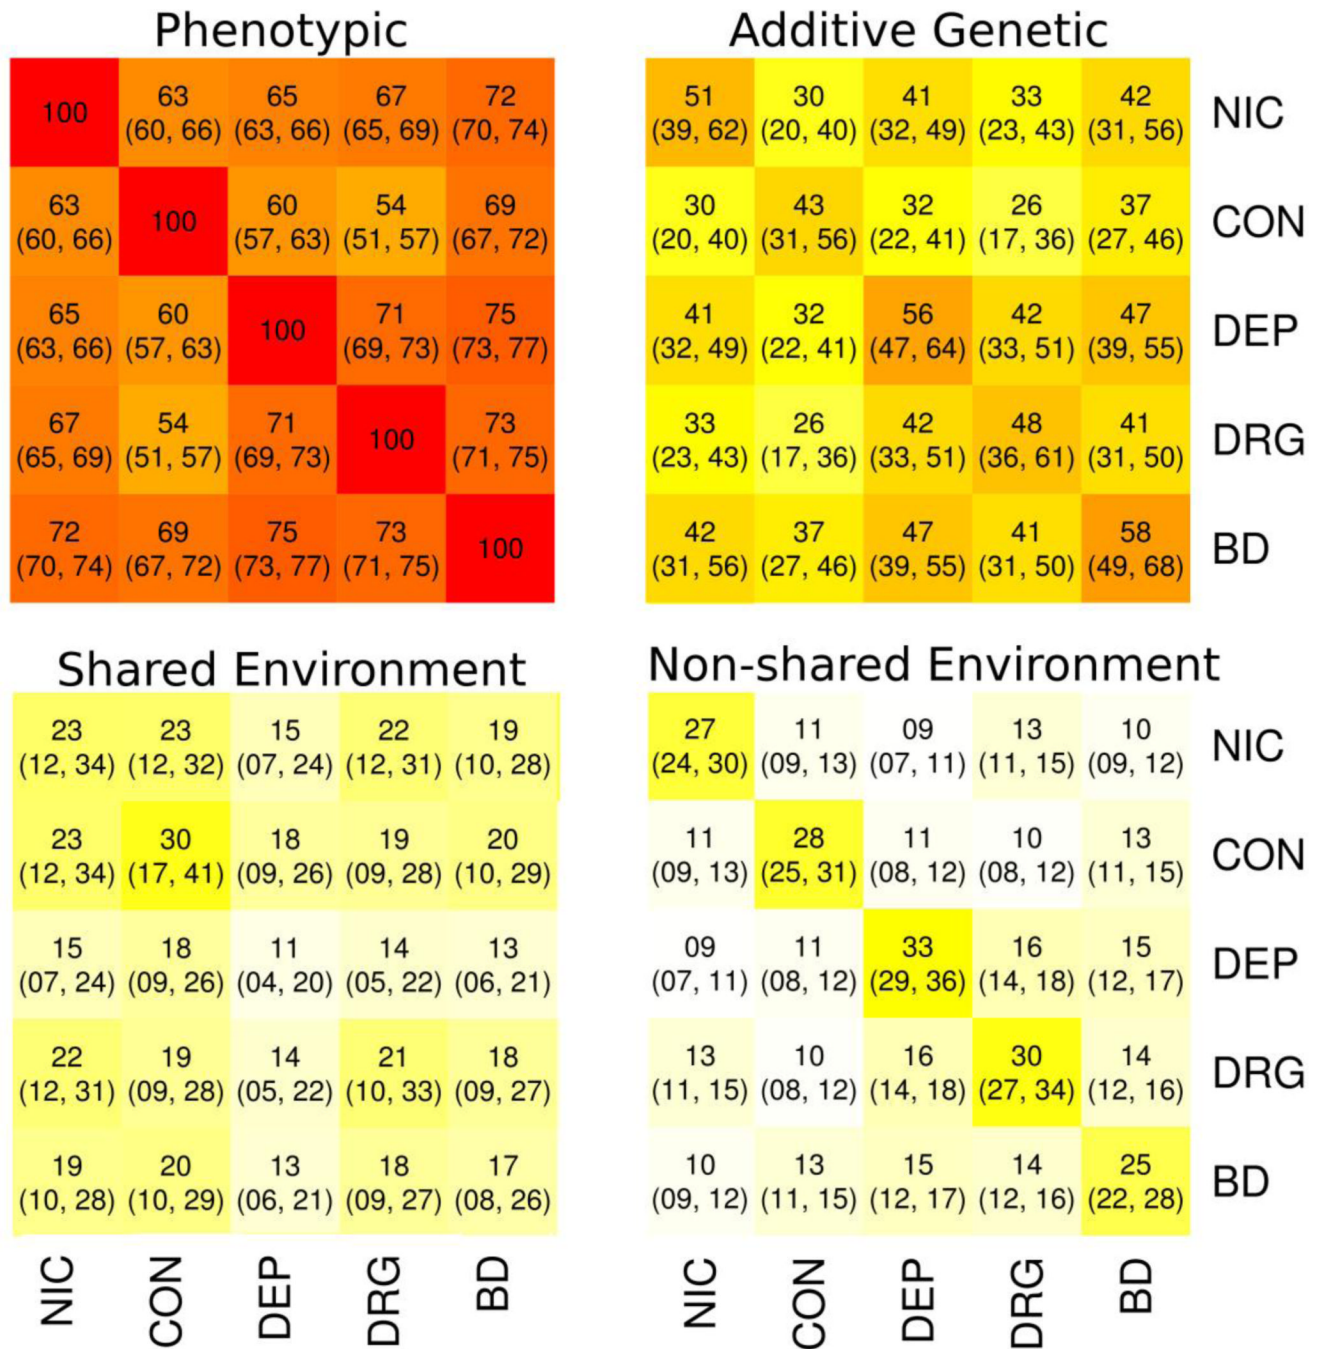 Phenotypic Additive Genetic
100 63 65 67 72 51 30 41 33 42 NIC
(60, 66) (63, 66) (65, 69) (70, 74) (39, 62) (20, 40) (32, 49) (23, 43) (31, 56)
63 100 60 54 69 30 43 32 26 37 CON
(60, 66) (57, 63) (51, 57) (67, 72) (20, 40) (31, 56) (22, 41) (17, 36) (27, 46)
65 60 100 71 75 41 32 56 42 47 DEP
(63, 66) (57, 63) (69, 73) (73, 77) (32, 49) (22, 41) (47, 64) (33, 51) (39, 55)
67 54 71 100 73 33 26 42 48 41 DRG
(65, 69) (51, 57) (69, 73) (71, 75) (23, 43) (17, 36) (33, 51) (36, 61) (31, 50)
72 69 75 73 100 42 37 47 41 58 BD
(70, 74) (67, 72) (73, 77) (71, 75) (31, 56) (27, 46) (39, 55) (31, 50) (49, 68)
Shared Environment Non-shared Environment
23 23 15 22 19 27 11 09 13 10 NIC
(12, 34) (12, 32) (07, 24) (12, 31) (10, 28) (24, 30) (09, 13) (07, 11) (11, 15) (09, 12)
23 30 18 19 20 11 28 11 10 13 CON
(12, 34) (17, 41) (09, 26) (09, 28) (10, 29) (09, 13) (25, 31) (08, 12) (08, 12) (11, 15)
15 18 11 14 13 09 11 33 16 15 DEP
(07, 24) (09, 26) (04, 20) (05, 22) (06, 21) (07, 11) (08, 12) (29, 36) (14, 18) (12, 17)
22 19 14 21 18 13 10 16 30 14 DRG
(12, 31) (09, 28) (05, 22) (10, 33) (09, 27) (11, 15) (08, 12) (14, 18) (27, 34) (12, 16)
19 20 13 18 17 10 13 15 14 25 BD
(10, 28) (10, 29) (06, 21) (09, 27) (08, 26) (09, 12) (11, 15) (12, 17) (12, 16) (22, 28)
NIC CON DEP DRG BD NIC CON DEP DRG BD